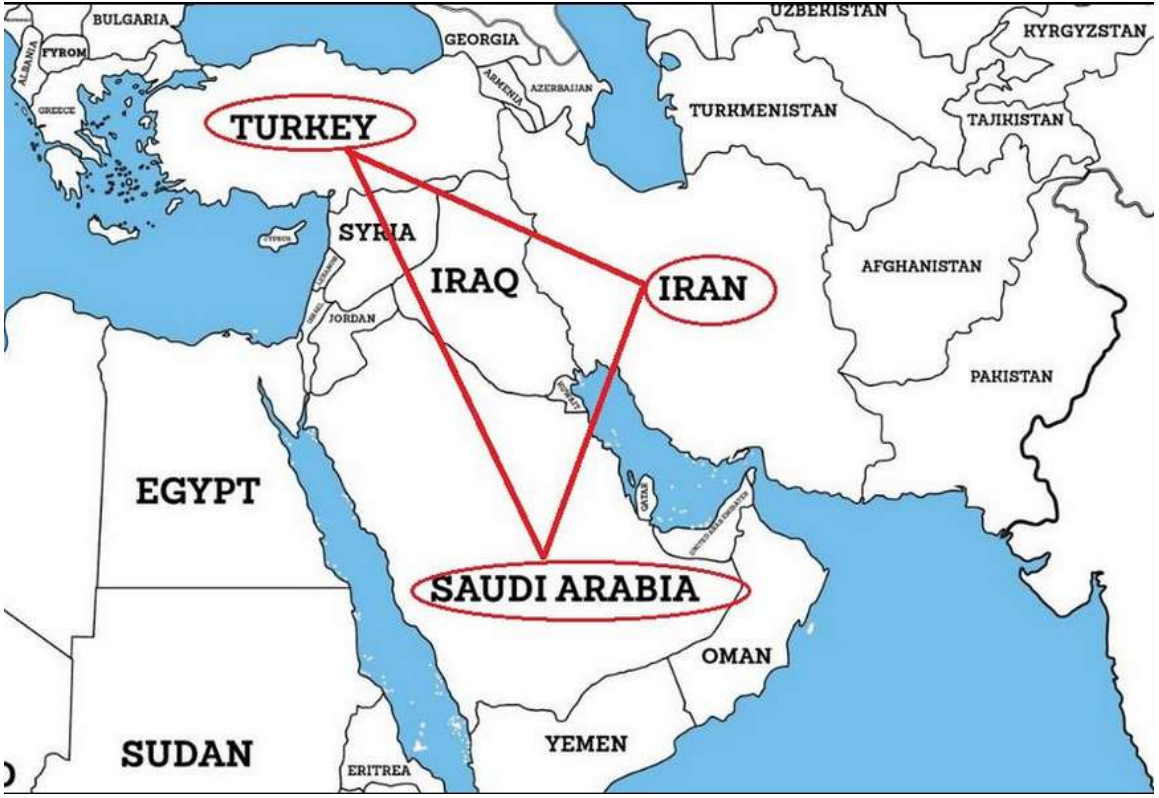 UZBEKISTAN
BULGARIA
KYRGYZSTAN
GEORGIA
ALBANIA
FYROM
ARMENIA
AZERBAIJAN
GREECE
TURKMENISTAN
TAJIKISTAN
TURKEY
SYRIA
CYPRUS
LEBANON
IRAQ
IRAN
AFGHANISTAN
ISRAEL
JORDAN
PAKISTAN
KUWAIT
EGYPT
QATAR
UNITED ARAB EMIRATES
SAUDI ARABIA
OMAN
YEMEN
SUDAN
ERITREA